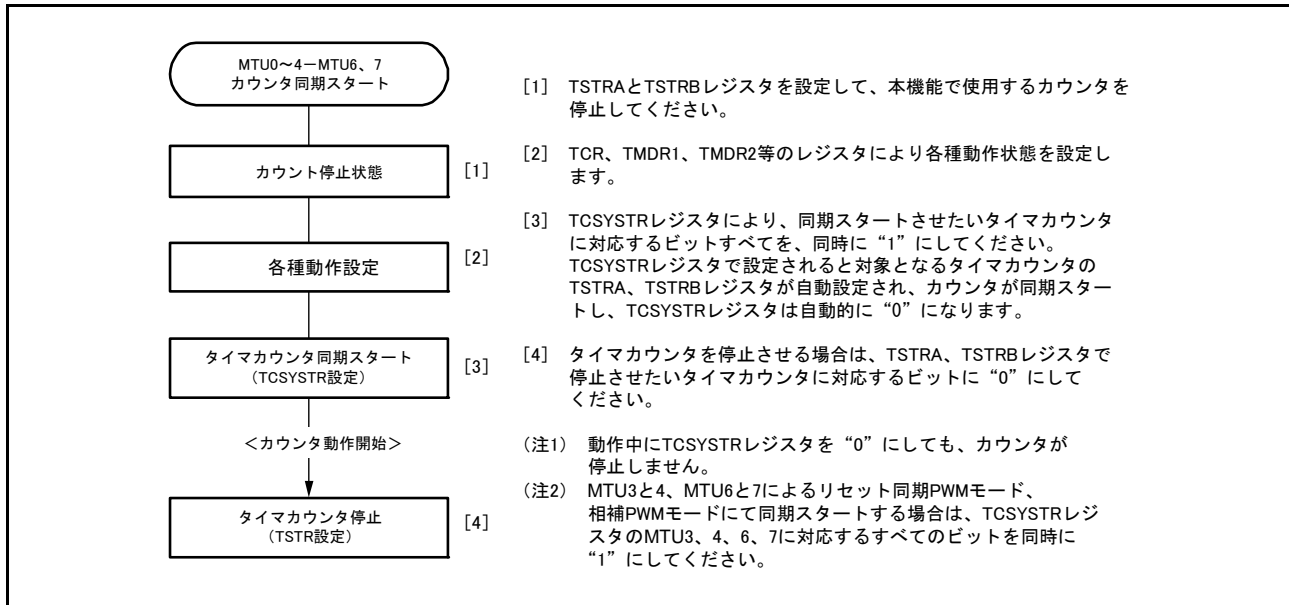 MTU0～4－MTU6、7
カウンタ同期スタート
カウント停止状態
[1]
各種動作設定
[2]
タイマカウンタ同期スタート
（TCSYSTR設定）
[3]
＜カウンタ動作開始＞
タイマカウンタ停止
（TSTR設定）
[4]
[1] TSTRAとTSTRBレジスタを設定して、本機能で使用するカウンタを
停止してください。
[2] TCR、TMDR1、TMDR2等のレジスタにより各種動作状態を設定し
ます。
[3] TCSYSTRレジスタにより、同期スタートさせたいタイマカウンタ
に対応するビットすべてを、同時に“1”にしてください。
TCSYSTRレジスタで設定されると対象となるタイマカウンタの
TSTRA、TSTRBレジスタが自動設定され、カウンタが同期スター
トし、TCSYSTRレジスタは自動的に“0”になります。
[4] タイマカウンタを停止させる場合は、TSTRA、TSTRBレジスタで
停止させたいタイマカウンタに対応するビットに“0”にして
ください。
（注1） 動作中にTCSYSTRレジスタを“0”にしても、カウンタが
停止しません。
（注2） MTU3と4、MTU6と7によるリセット同期PWMモード、
相補PWMモードにて同期スタートする場合は、TCSYSTRレジ
スタのMTU3、4、6、7に対応するすべてのビットを同時に
“1”にしてください。